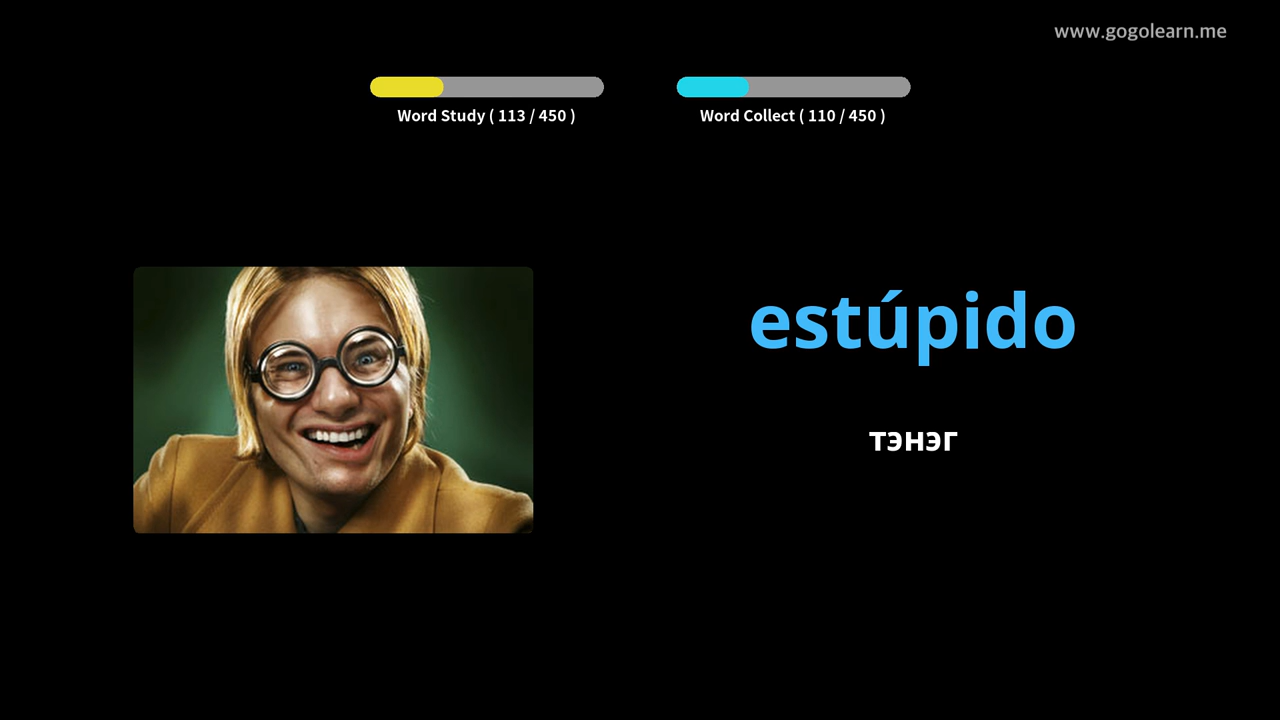 www.gogolearn.me
Word Study ( 113 / 450 )
Word Collect ( 110 / 450 )
estúpido
тэнэг